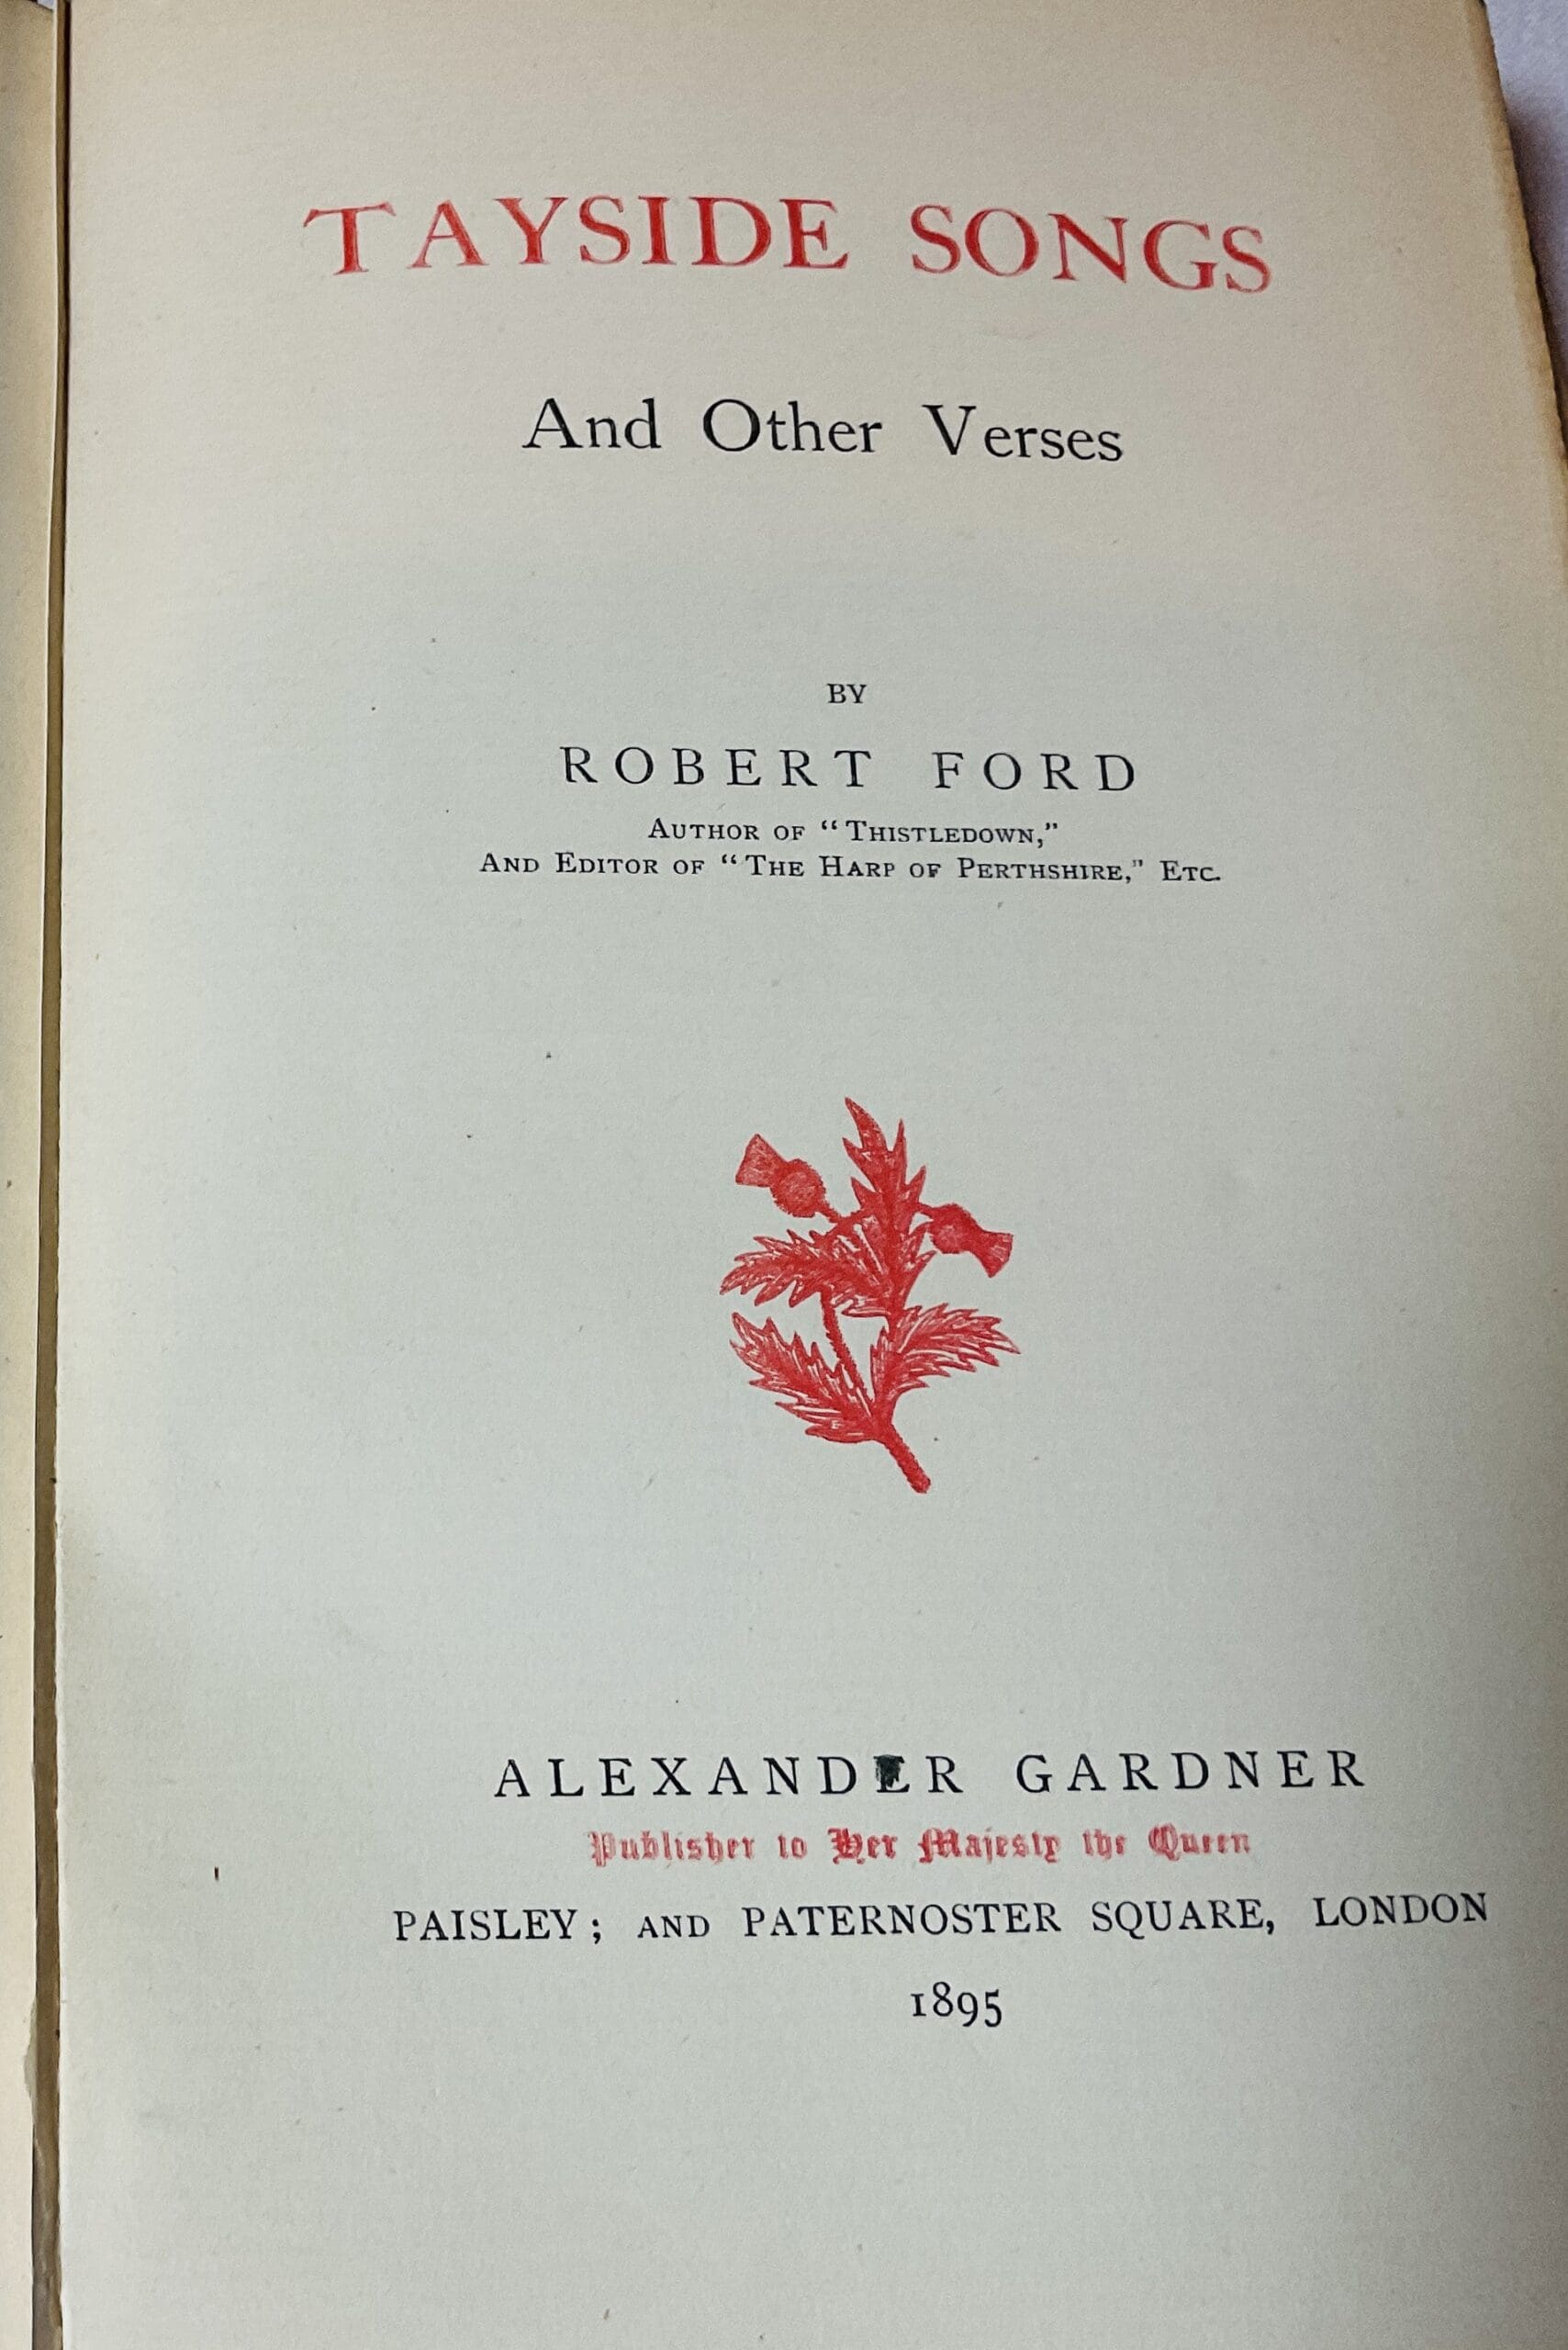 TAYSIDE SONGS
And Other Verses
BY
ROBERT FORD
AUTHOR OF "THISTLEDOWN,"
AND EDITOR OF "THE HARP OF PERTHSHIRE," ETC.
ALEXANDER GARDNER
Publisher to Her Majesty the Queen
PAISLEY; AND PATERNOSTER SQUARE, LONDON
1895